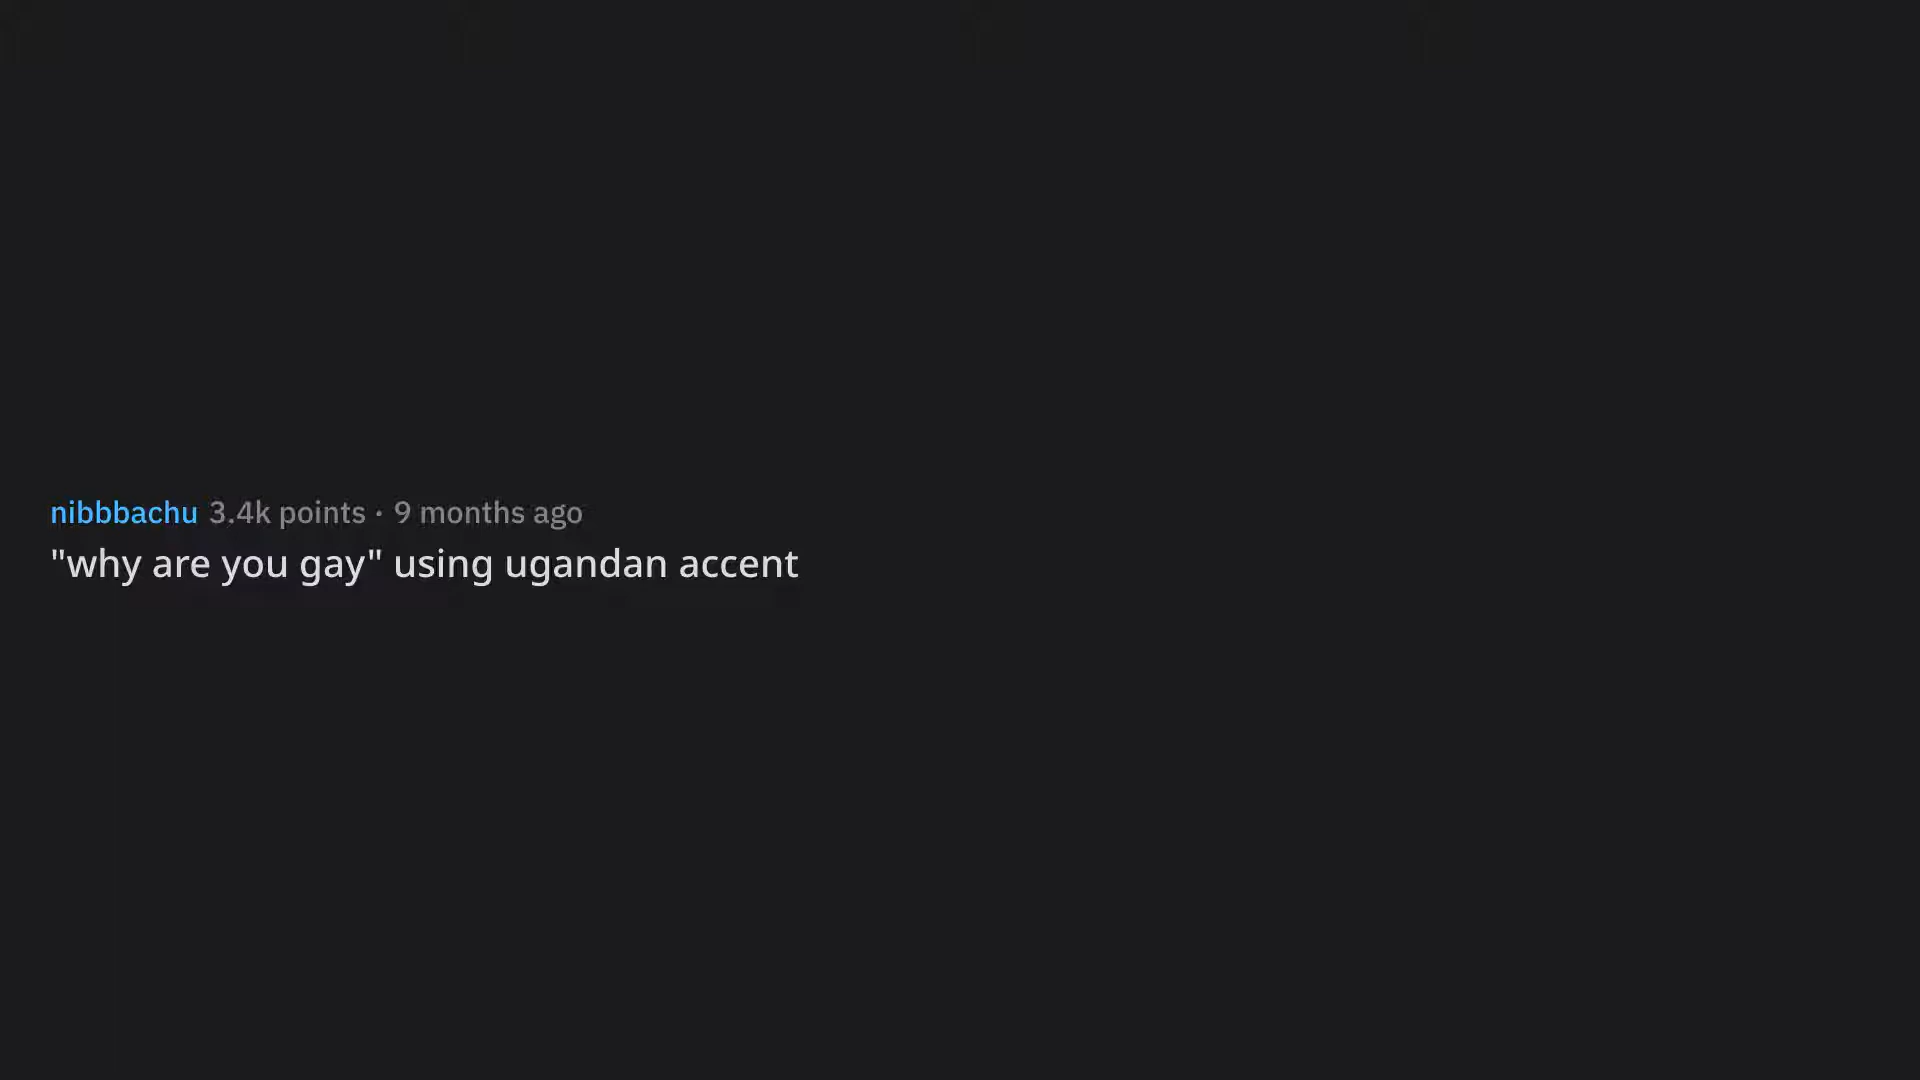 nibbbachu 3.4k points · 9 months ago
"why are you gay" using ugandan accent